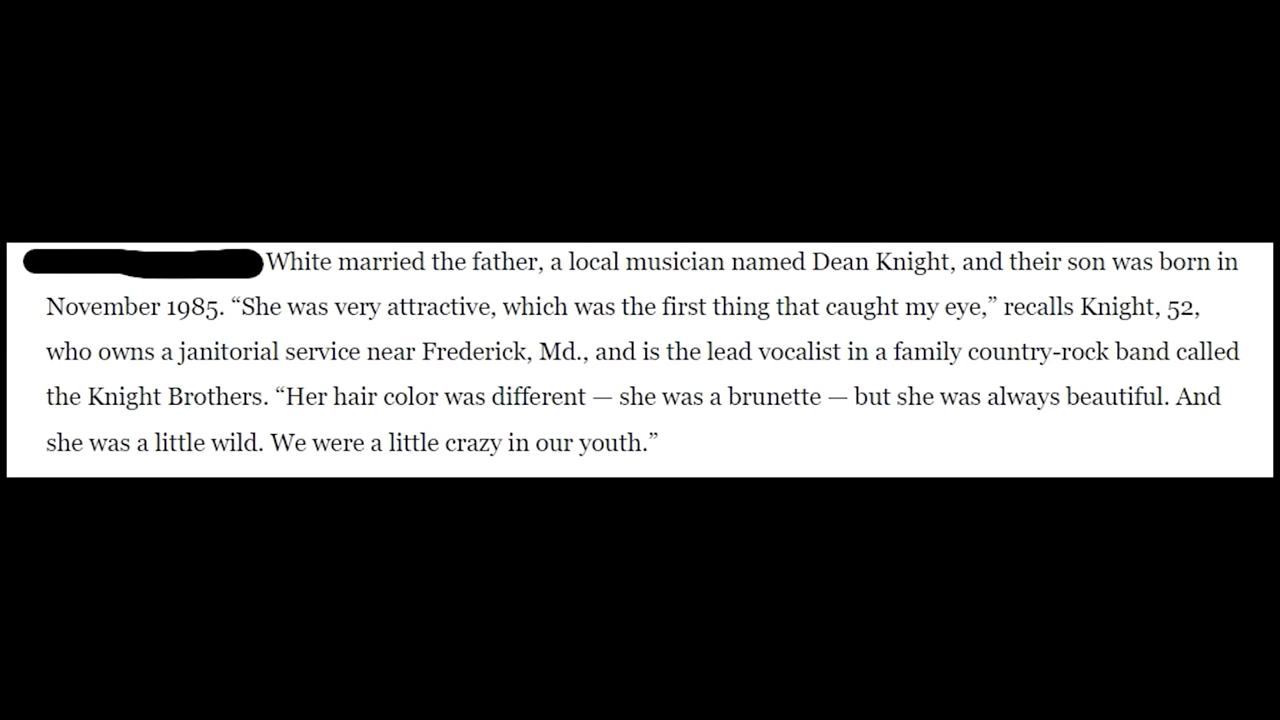 White married the father, a local musician named Dean Knight, and their son was born in
November 1985. “She was very attractive, which was the first thing that caught my eye,” recalls Knight, 52,
who owns a janitorial service near Frederick, Md., and is the lead vocalist in a family country-rock band called
the Knight Brothers. “Her hair color was different — she was a brunette — but she was always beautiful. And
she was a little wild. We were a little crazy in our youth.”